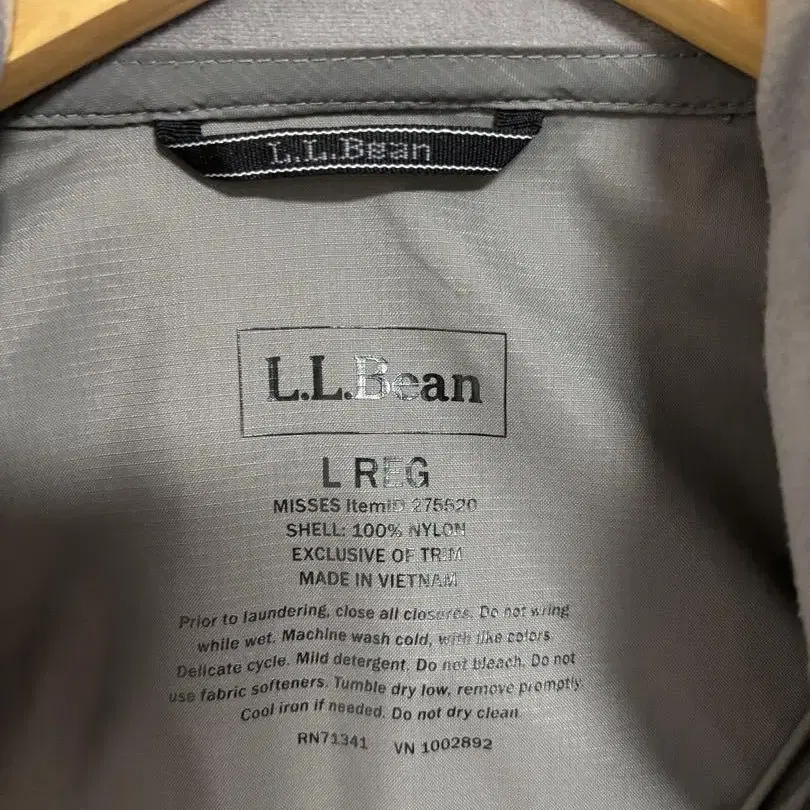 L.L.Bean
L.L.Bean
L REG
MISSES ItemID 275520
SHELL: 100% NYLON
EXCLUSIVE OF TRIM
MADE IN VIETNAM
Prior to laundering, close all closures. Do not wring
while wet. Machine wash cold, with like colors
Delicate cycle. Mild detergent. Do not bleach. Do not
use fabric softeners. Tumble dry low, remove promptly.
Cool iron if needed. Do not dry clean.
RN71341 VN 1002892